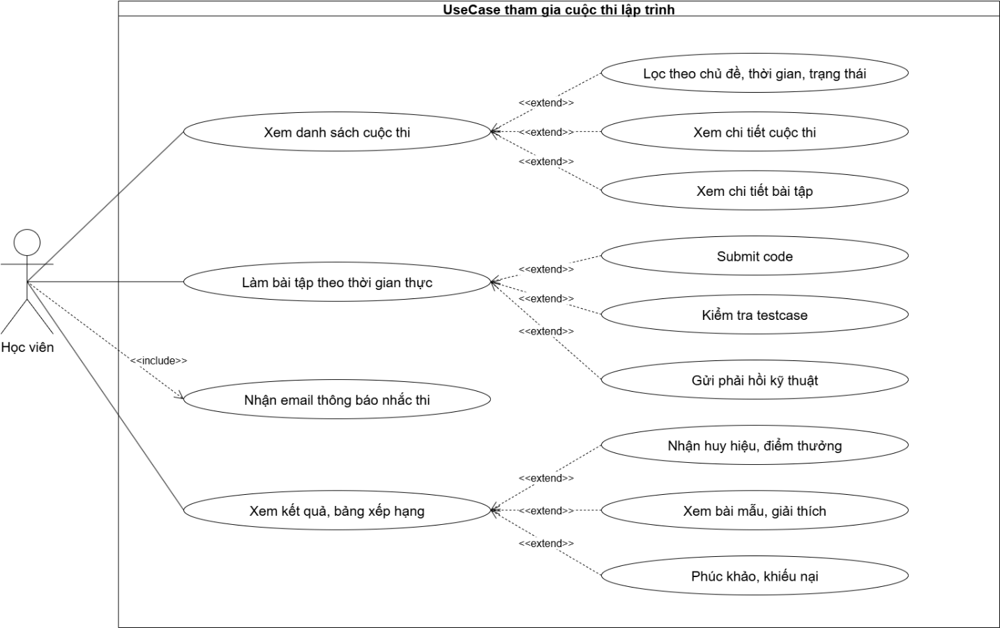 UseCase tham gia cuộc thi lập trình
Lọc theo chủ đề, thời gian, trạng thái
<<extend>>
Xem danh sách cuộc thi
<<extend>>
Xem chi tiết cuộc thi
<<extend>>
Xem chi tiết bài tập
Submit code
<<extend>>
Làm bài tập theo thời gian thực
<<extend>>
Kiểm tra testcase
<<extend>>
Học viên
<<include>>
Gửi phải hồi kỹ thuật
Nhận email thông báo nhắc thi
Nhận huy hiệu, điểm thưởng
<<extend>>
Xem kết quả, bảng xếp hạng
<<extend>>
Xem bài mẫu, giải thích
<<extend>>
Phúc khảo, khiếu nại